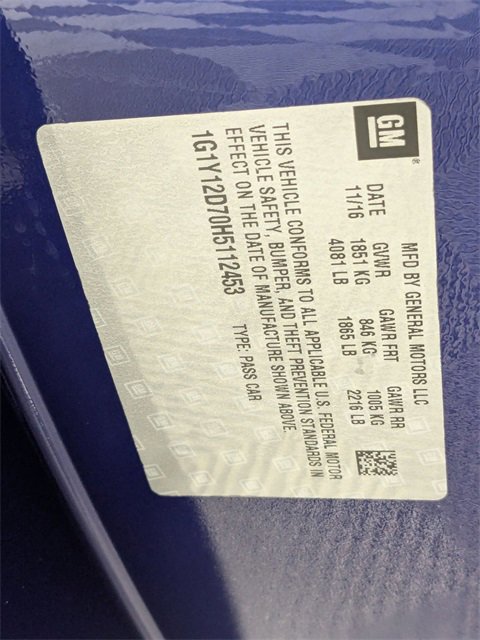 GM ®
MFD BY GENERAL MOTORS LLC
DATE GVWR GAWR FRT GAWR RR
11/16 1851 KG 846 KG 1005 KG
4081 LB 1865 LB 2216 LB
THIS VEHICLE CONFORMS TO ALL APPLICABLE U.S. FEDERAL MOTOR
VEHICLE SAFETY, BUMPER, AND THEFT PREVENTION STANDARDS IN
EFFECT ON THE DATE OF MANUFACTURE SHOWN ABOVE.
1G1Y12D70H5112453 TYPE: PASS CAR